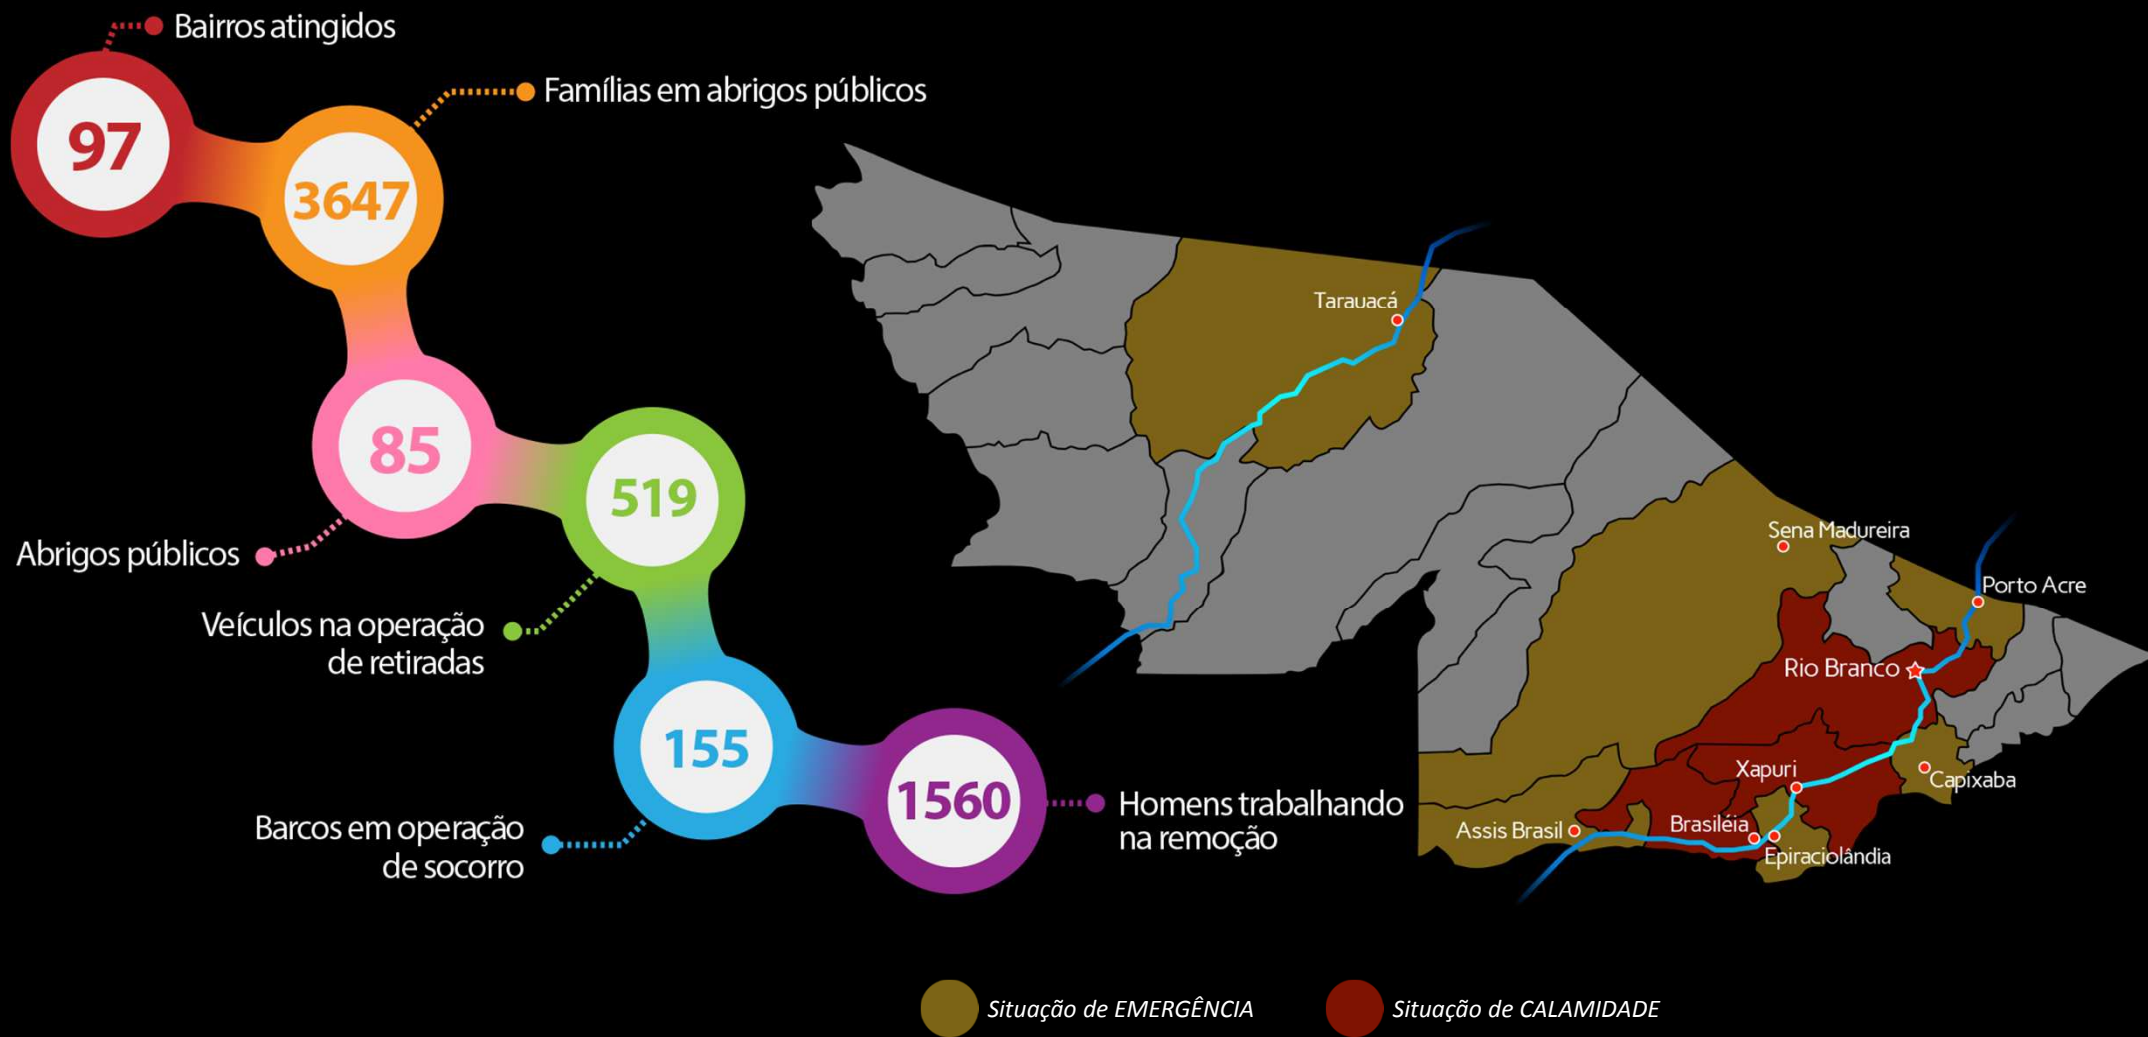 Bairros atingidos
97
Famílias em abrigos públicos
3647
85
Abrigos públicos
519
Veículos na operação
de retiradas
155
Barcos em operação
de socorro
1560
Homens trabalhando
na remoção
Tarauacá
Sena Madureira
Porto Acre
Rio Branco
Xapuri
Capixaba
Assis Brasil
Brasiléia
Epiraciolândia
Situação de EMERGÊNCIA
Situação de CALAMIDADE